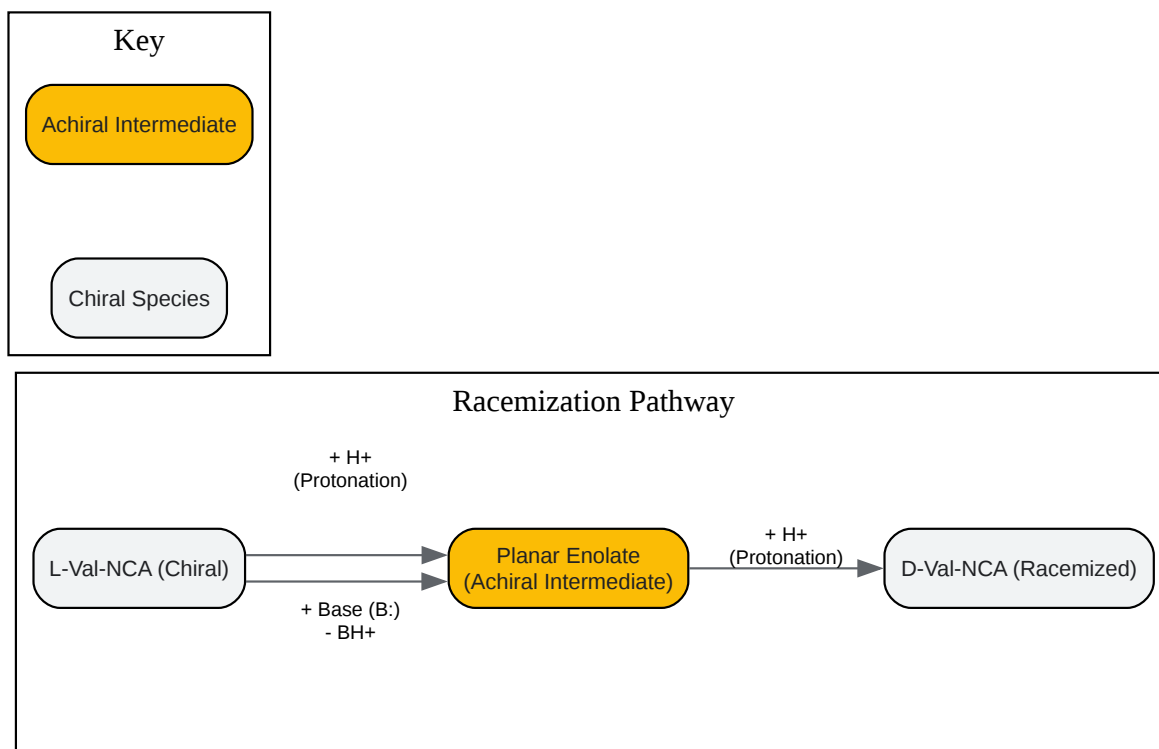 Key
Achiral Intermediate
Chiral Species
Racemization Pathway
+ H+
(Protonation)
L-Val-NCA (Chiral)
+ Base (B:)
- BH+
Planar Enolate
(Achiral Intermediate)
+ H+
(Protonation)
D-Val-NCA (Racemized)